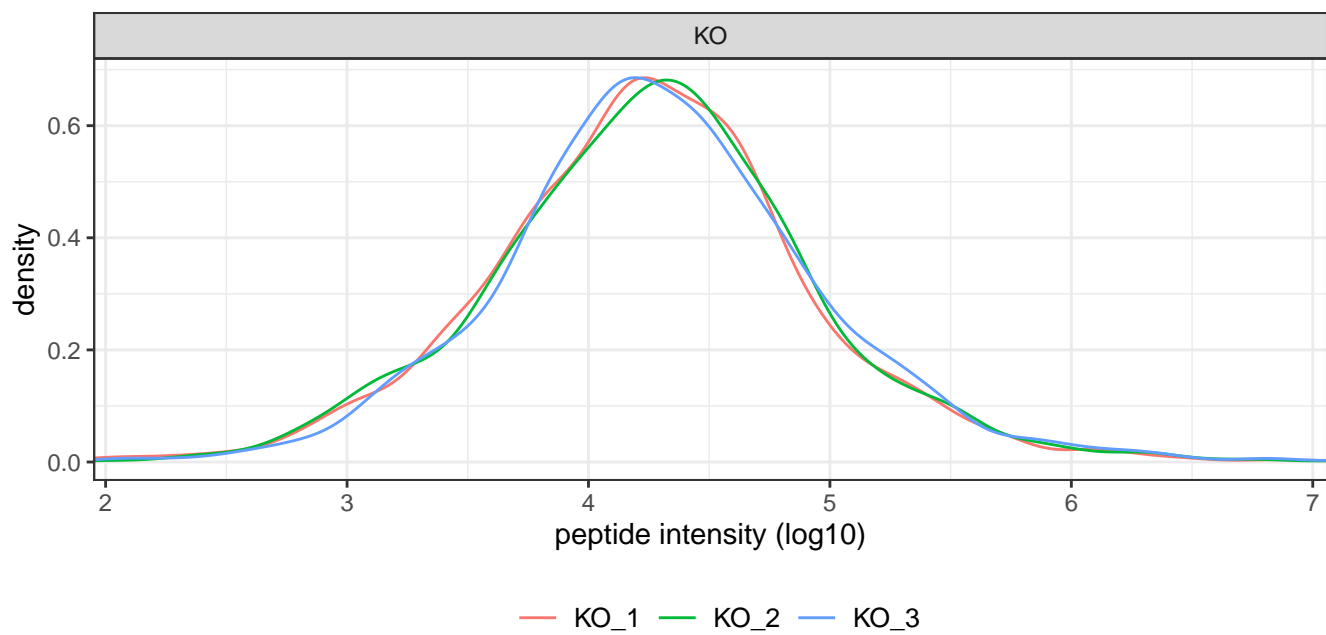 KO
0.6
0.4
0.2
0.0
density
2 3 4 5 6 7
peptide intensity (log10)
KO_1 KO_2 KO_3